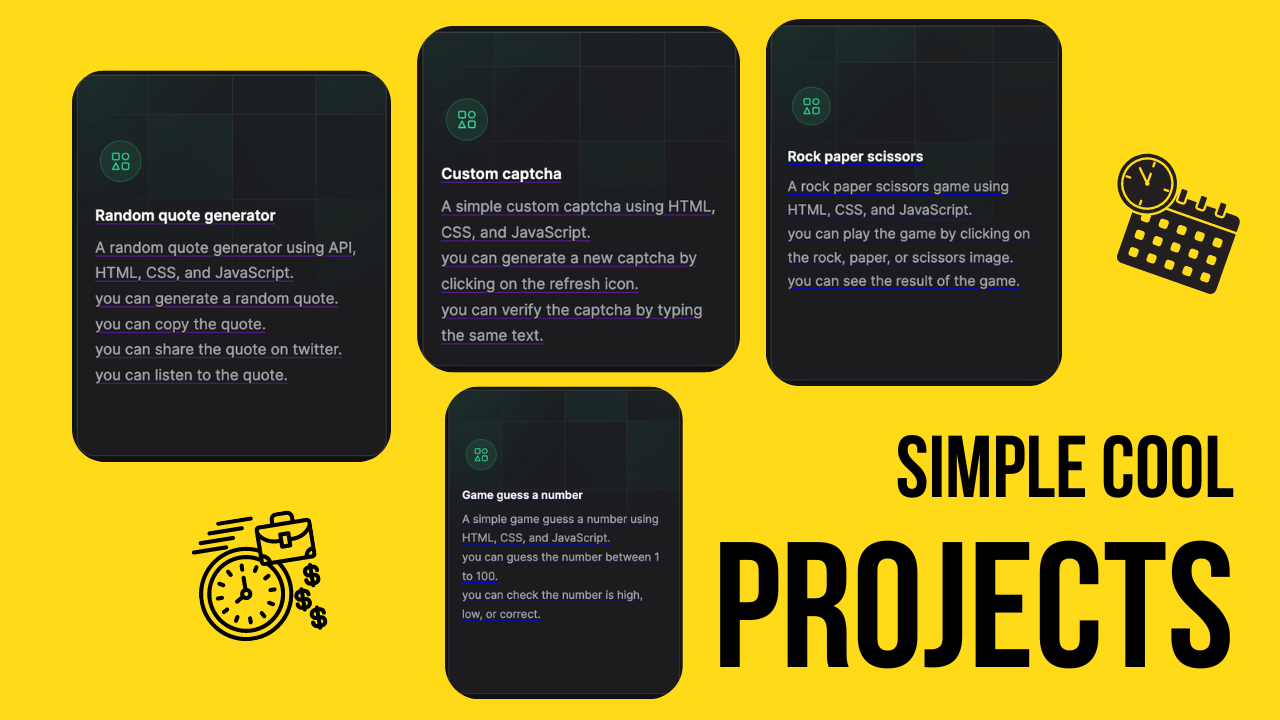 Random quote generator
A random quote generator using API,
HTML, CSS, and JavaScript.
you can generate a random quote.
you can copy the quote.
you can share the quote on twitter.
you can listen to the quote.
Custom captcha
A simple custom captcha using HTML,
CSS, and JavaScript.
you can generate a new captcha by
clicking on the refresh icon.
you can verify the captcha by typing
the same text.
Rock paper scissors
A rock paper scissors game using
HTML, CSS, and JavaScript.
you can play the game by clicking on
the rock, paper, or scissors image.
you can see the result of the game.
Game guess a number
A simple game guess a number using
HTML, CSS, and JavaScript.
you can guess the number between 1
to 100.
you can check the number is high,
low, or correct.
$
$
$
SIMPLE COOL
PROJECTS